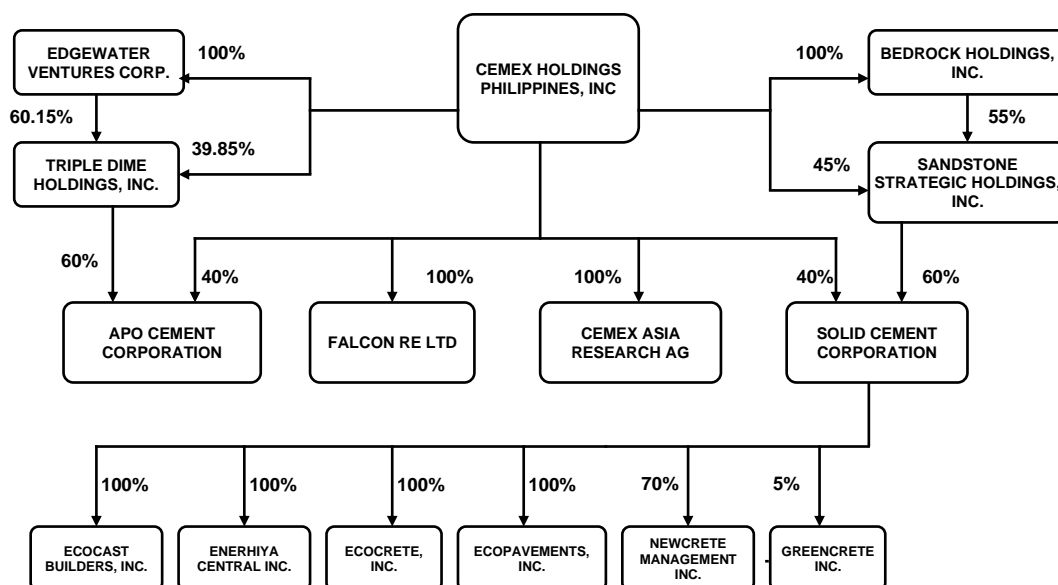 EDGEWATER
VENTURES CORP.
100%
CEMEX HOLDINGS
PHILIPPINES, INC
100%
BEDROCK HOLDINGS,
INC.
60.15%
55%
39.85%
TRIPLE DIME
HOLDINGS, INC.
45%
SANDSTONE
STRATEGIC HOLDINGS,
INC.
60%
40%
100%
100%
40%
60%
APO CEMENT
CORPORATION
FALCON RE LTD
CEMEX ASIA
RESEARCH AG
SOLID CEMENT
CORPORATION
100%
100%
100%
100%
70%
5%
ECOCAST
BUILDERS, INC.
ENERHIYA
CENTRAL INC.
ECOCRETE,
INC.
ECOPAVEMENTS,
INC.
NEWCRETE
MANAGEMENT
INC.
GREENCRETE
INC.